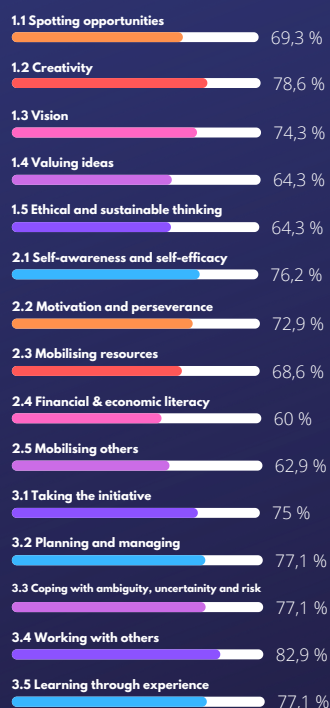 1.1 Spotting opportunities
69,3 %
1.2 Creativity
78,6 %
1.3 Vision
74,3 %
1.4 Valuing ideas
64,3 %
1.5 Ethical and sustainable thinking
64,3 %
2.1 Self-awareness and self-efficacy
76,2 %
2.2 Motivation and perseverance
72,9 %
2.3 Mobilising resources
68,6 %
2.4 Financial & economic literacy
60 %
2.5 Mobilising others
62,9 %
3.1 Taking the initiative
75 %
3.2 Planning and managing
77,1 %
3.3 Coping with ambiguity, uncertainity and risk
77,1 %
3.4 Working with others
82,9 %
3.5 Learning through experience
77,1 %